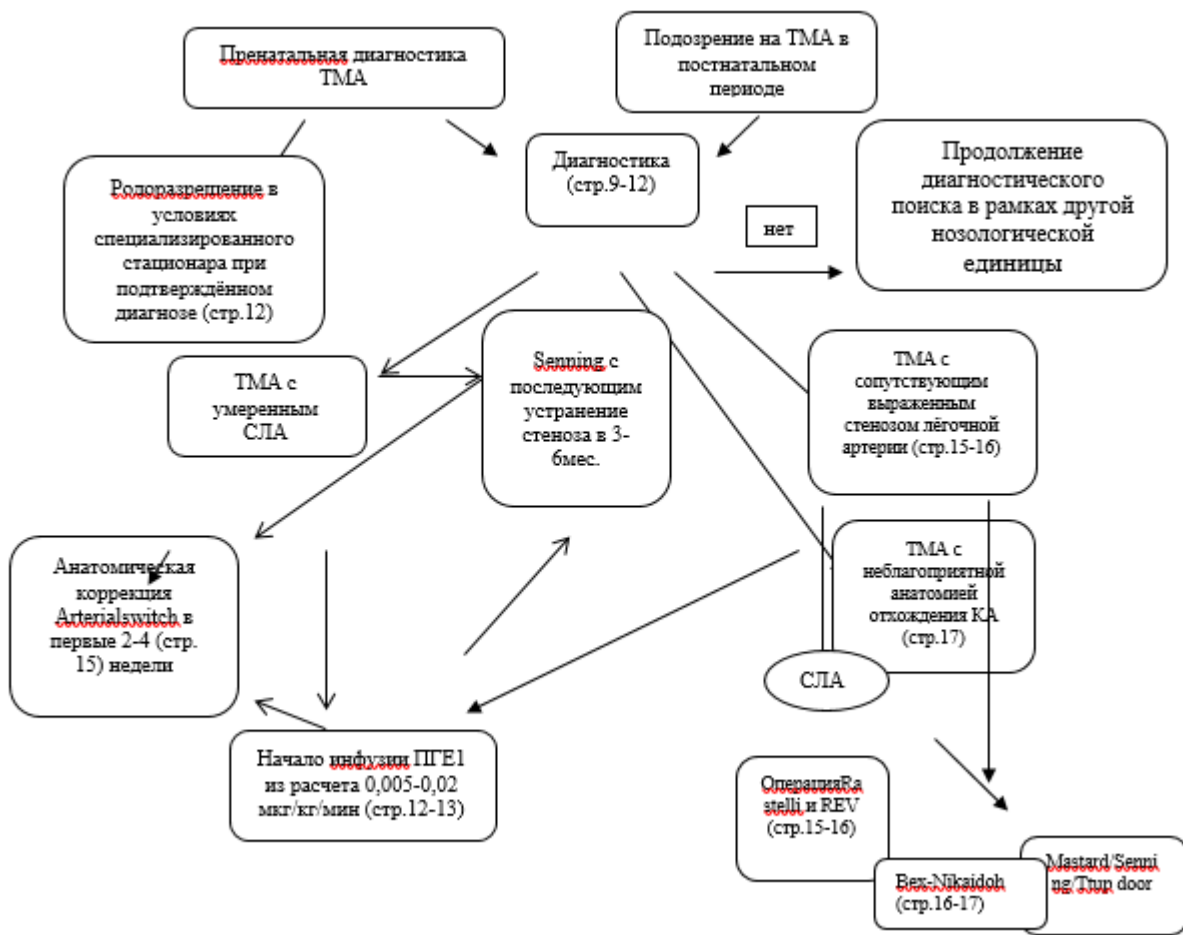 Пренатальная диагностика
ТМА
Подозрение на ТМА в
постнатальном
периоде
Диагностика
(стр.9-12)
Продолжение
диагностического
поиска в рамках другой
нозологической
единицы
нет
Родоразрешение в
условиях
специализированного
стационара при
подтверждённом
диагнозе (стр.12)
ТМА с
умеренным
СЛА
Senning с
последующим
устранение
стеноза в 3-
6мес.
ТМА с
сопутствующим
выраженным
стенозом лёгочной
артерии (стр.15-16)
Анатомическая
коррекция
Arterialswitch в
первые 2-4 (стр.
15) недели
ТМА с
неблагоприятной
анатомией
отхождения КА
(стр.17)
СЛА
Начало инфузии ПГЕ1
из расчета 0,005-0,02
мкг/кг/мин (стр.12-13)
ОперацияRa
stelli и REV
(стр.15-16)
Bex-Nikaidoh
(стр.16-17)
Mastard/Senni
ng/Ttup door